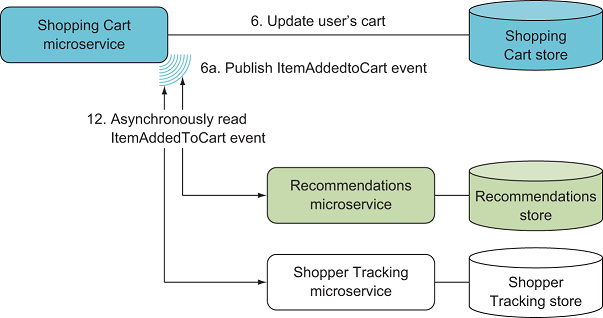 Shopping Cart
microservice
6. Update user's cart
Shopping
Cart store
6a. Publish ItemAddedtoCart event
12. Asynchronously read
ItemAddedToCart event
Recommendations
microservice
Recommendations
store
Shopper Tracking
microservice
Shopper
Tracking store